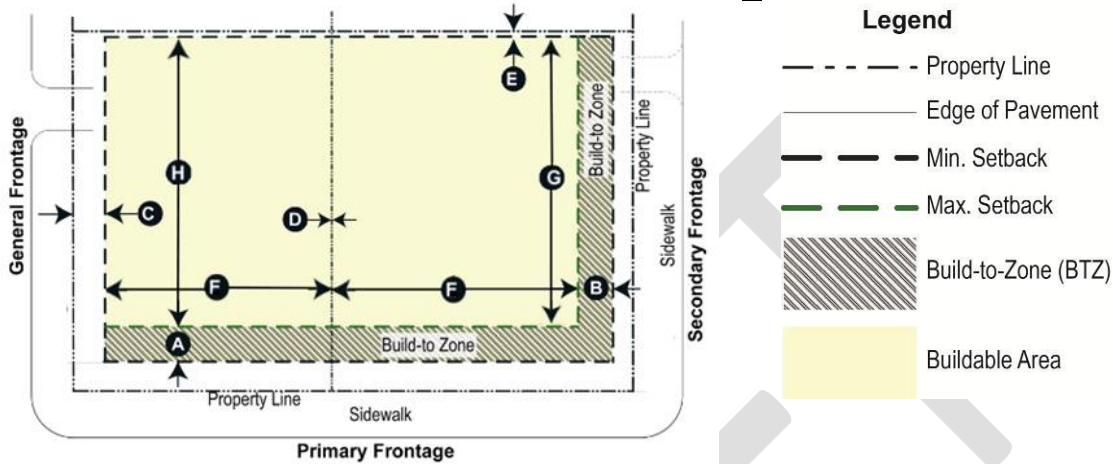 General Frontage
H
C
D
F
F
A
E
G
B
Build-to Zone
Build-to Zone
Property Line
Sidewalk
Secondary Frontage
Property Line
Sidewalk
Primary Frontage
Legend
Property Line
Edge of Pavement
Min. Setback
Max. Setback
Build-to-Zone (BTZ)
Buildable Area